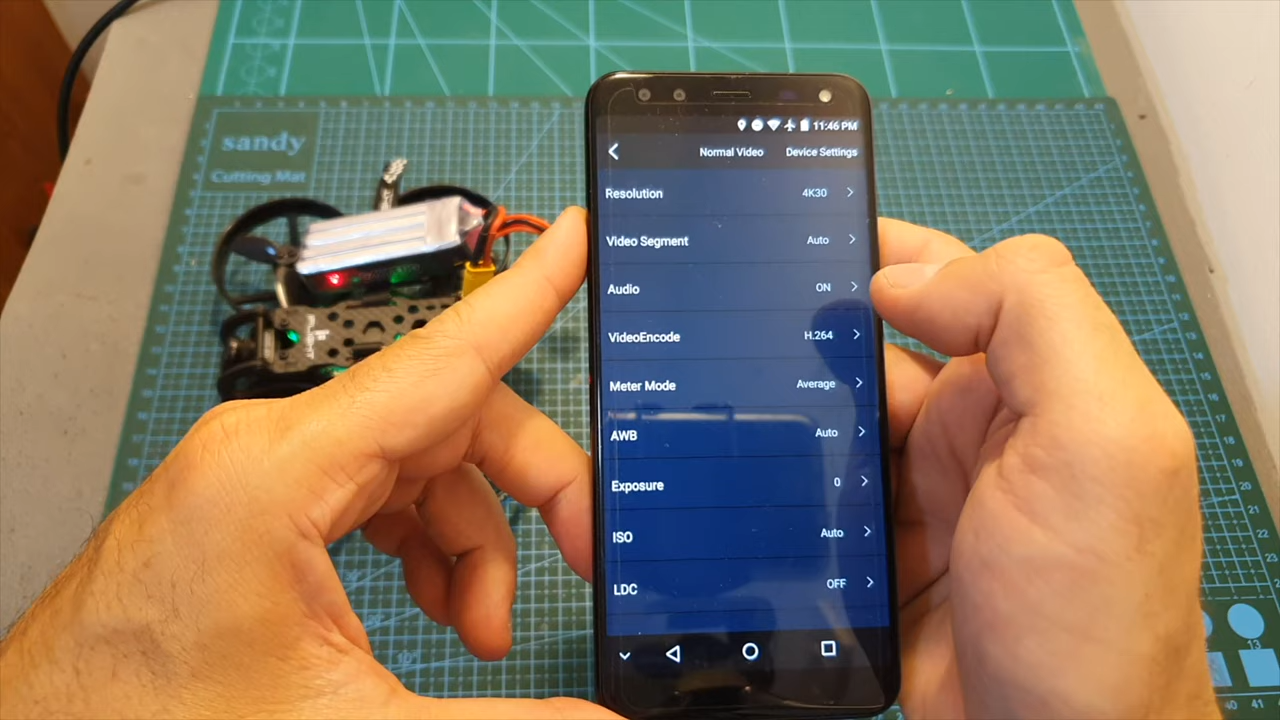 sandy
Cutting Mat
iFLIGHT
11:46 PM
Normal Video Device Settings
Resolution 4K30
Video Segment Auto
Audio ON
VideoEncode H.264
Meter Mode Average
AWB Auto
Exposure 0
ISO Auto
LDC OFF